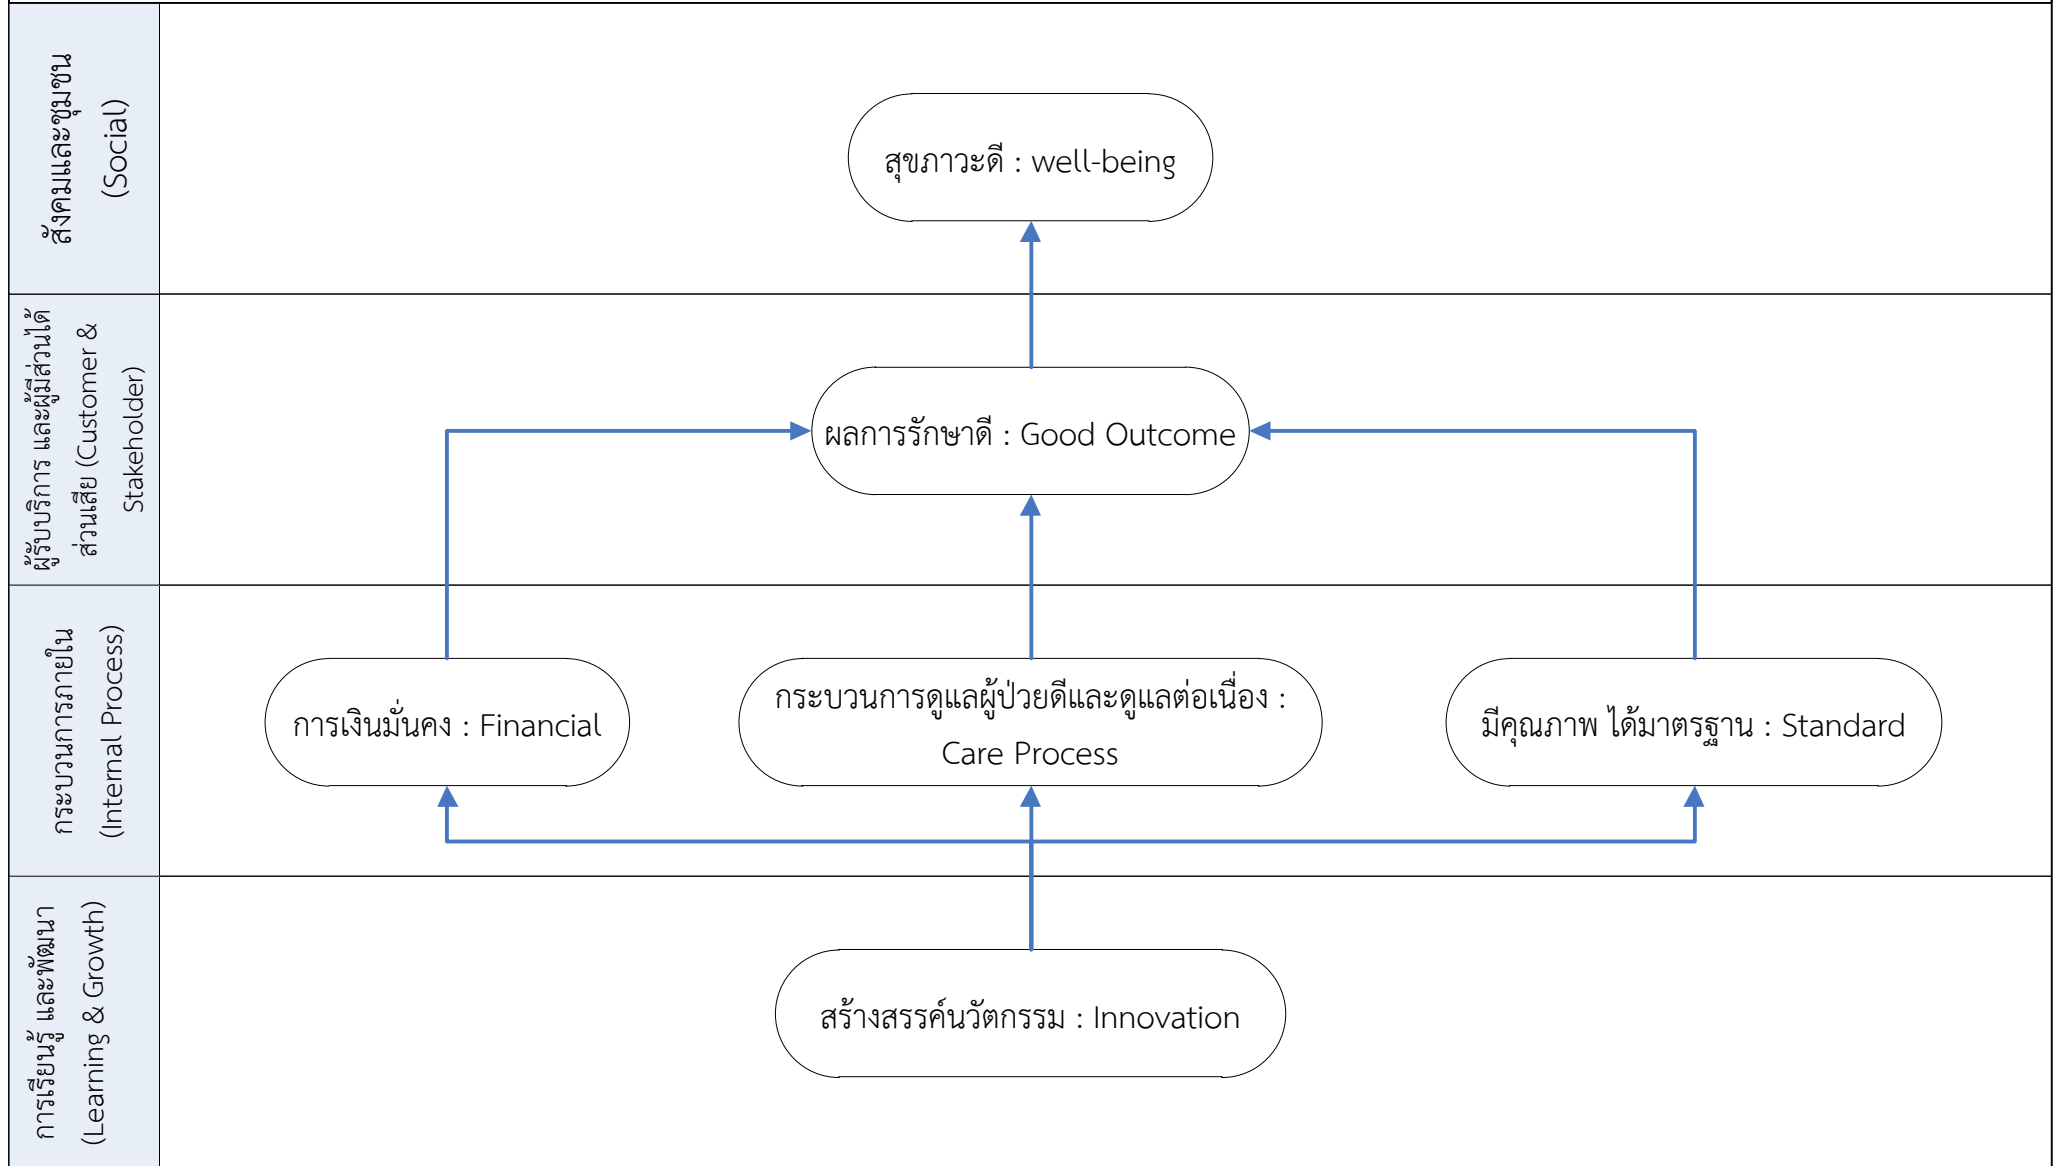 สังคมและชุมชน
(Social)
สุขภาวะดี : well-being
ผู้รับบริการ และผู้มีส่วนได้
ส่วนเสีย (Customer &
Stakeholder)
ผลการรักษาดี : Good Outcome
กระบวนการภายใน
(Internal Process)
การเงินมั่นคง : Financial
กระบวนการดูแลผู้ป่วยดีและดูแลต่อเนื่อง :
Care Process
มีคุณภาพ ได้มาตรฐาน : Standard
การเรียนรู้ และพัฒนา
(Learning & Growth)
สร้างสรรค์นวัตกรรม : Innovation